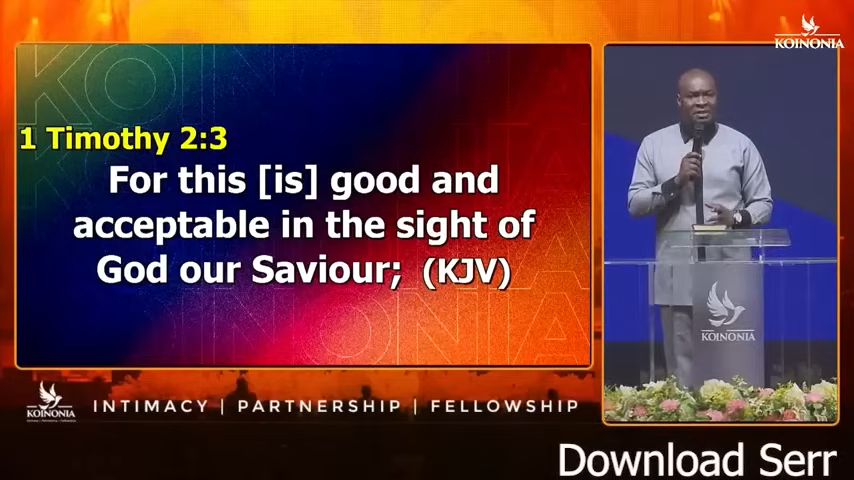 KOINONIA
1 Timothy 2:3
For this [is] good and
acceptable in the sight of
God our Saviour; (KJV)
KOINONIA
KOINONIA
INTIMACY | PARTNERSHIP | FELLOWSHIP
Download Serr